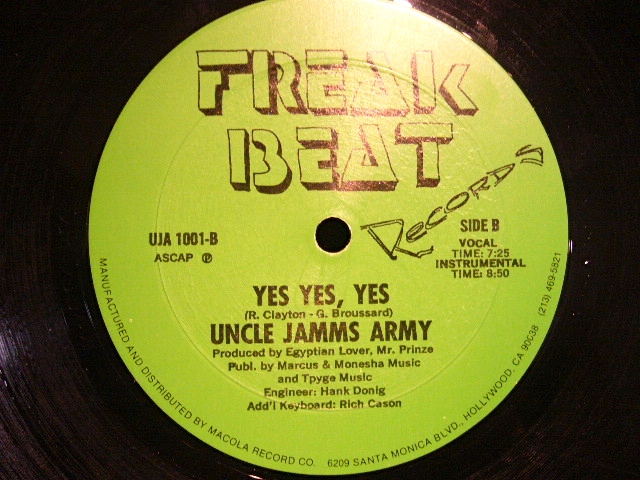 FREAK
BEAT
RECORDS
UJA 1001-B
ASCAP ℗
SIDE B
VOCAL
TIME: 7:25
INSTRUMENTAL
TIME: 8:50
YES YES, YES
(R. Clayton - G. Broussard)
UNCLE JAMMS ARMY
Produced by Egyptian Lover, Mr. Prinze
Publ. by Marcus & Monesha Music
and Tpyge Music
Engineer: Hank Donig
Add'l Keyboard: Rich Cason
MANUFACTURED AND DISTRIBUTED BY MACOLA RECORD CO. 6209 SANTA MONICA BLVD., HOLLYWOOD, CA 90038 (213) 469-5821